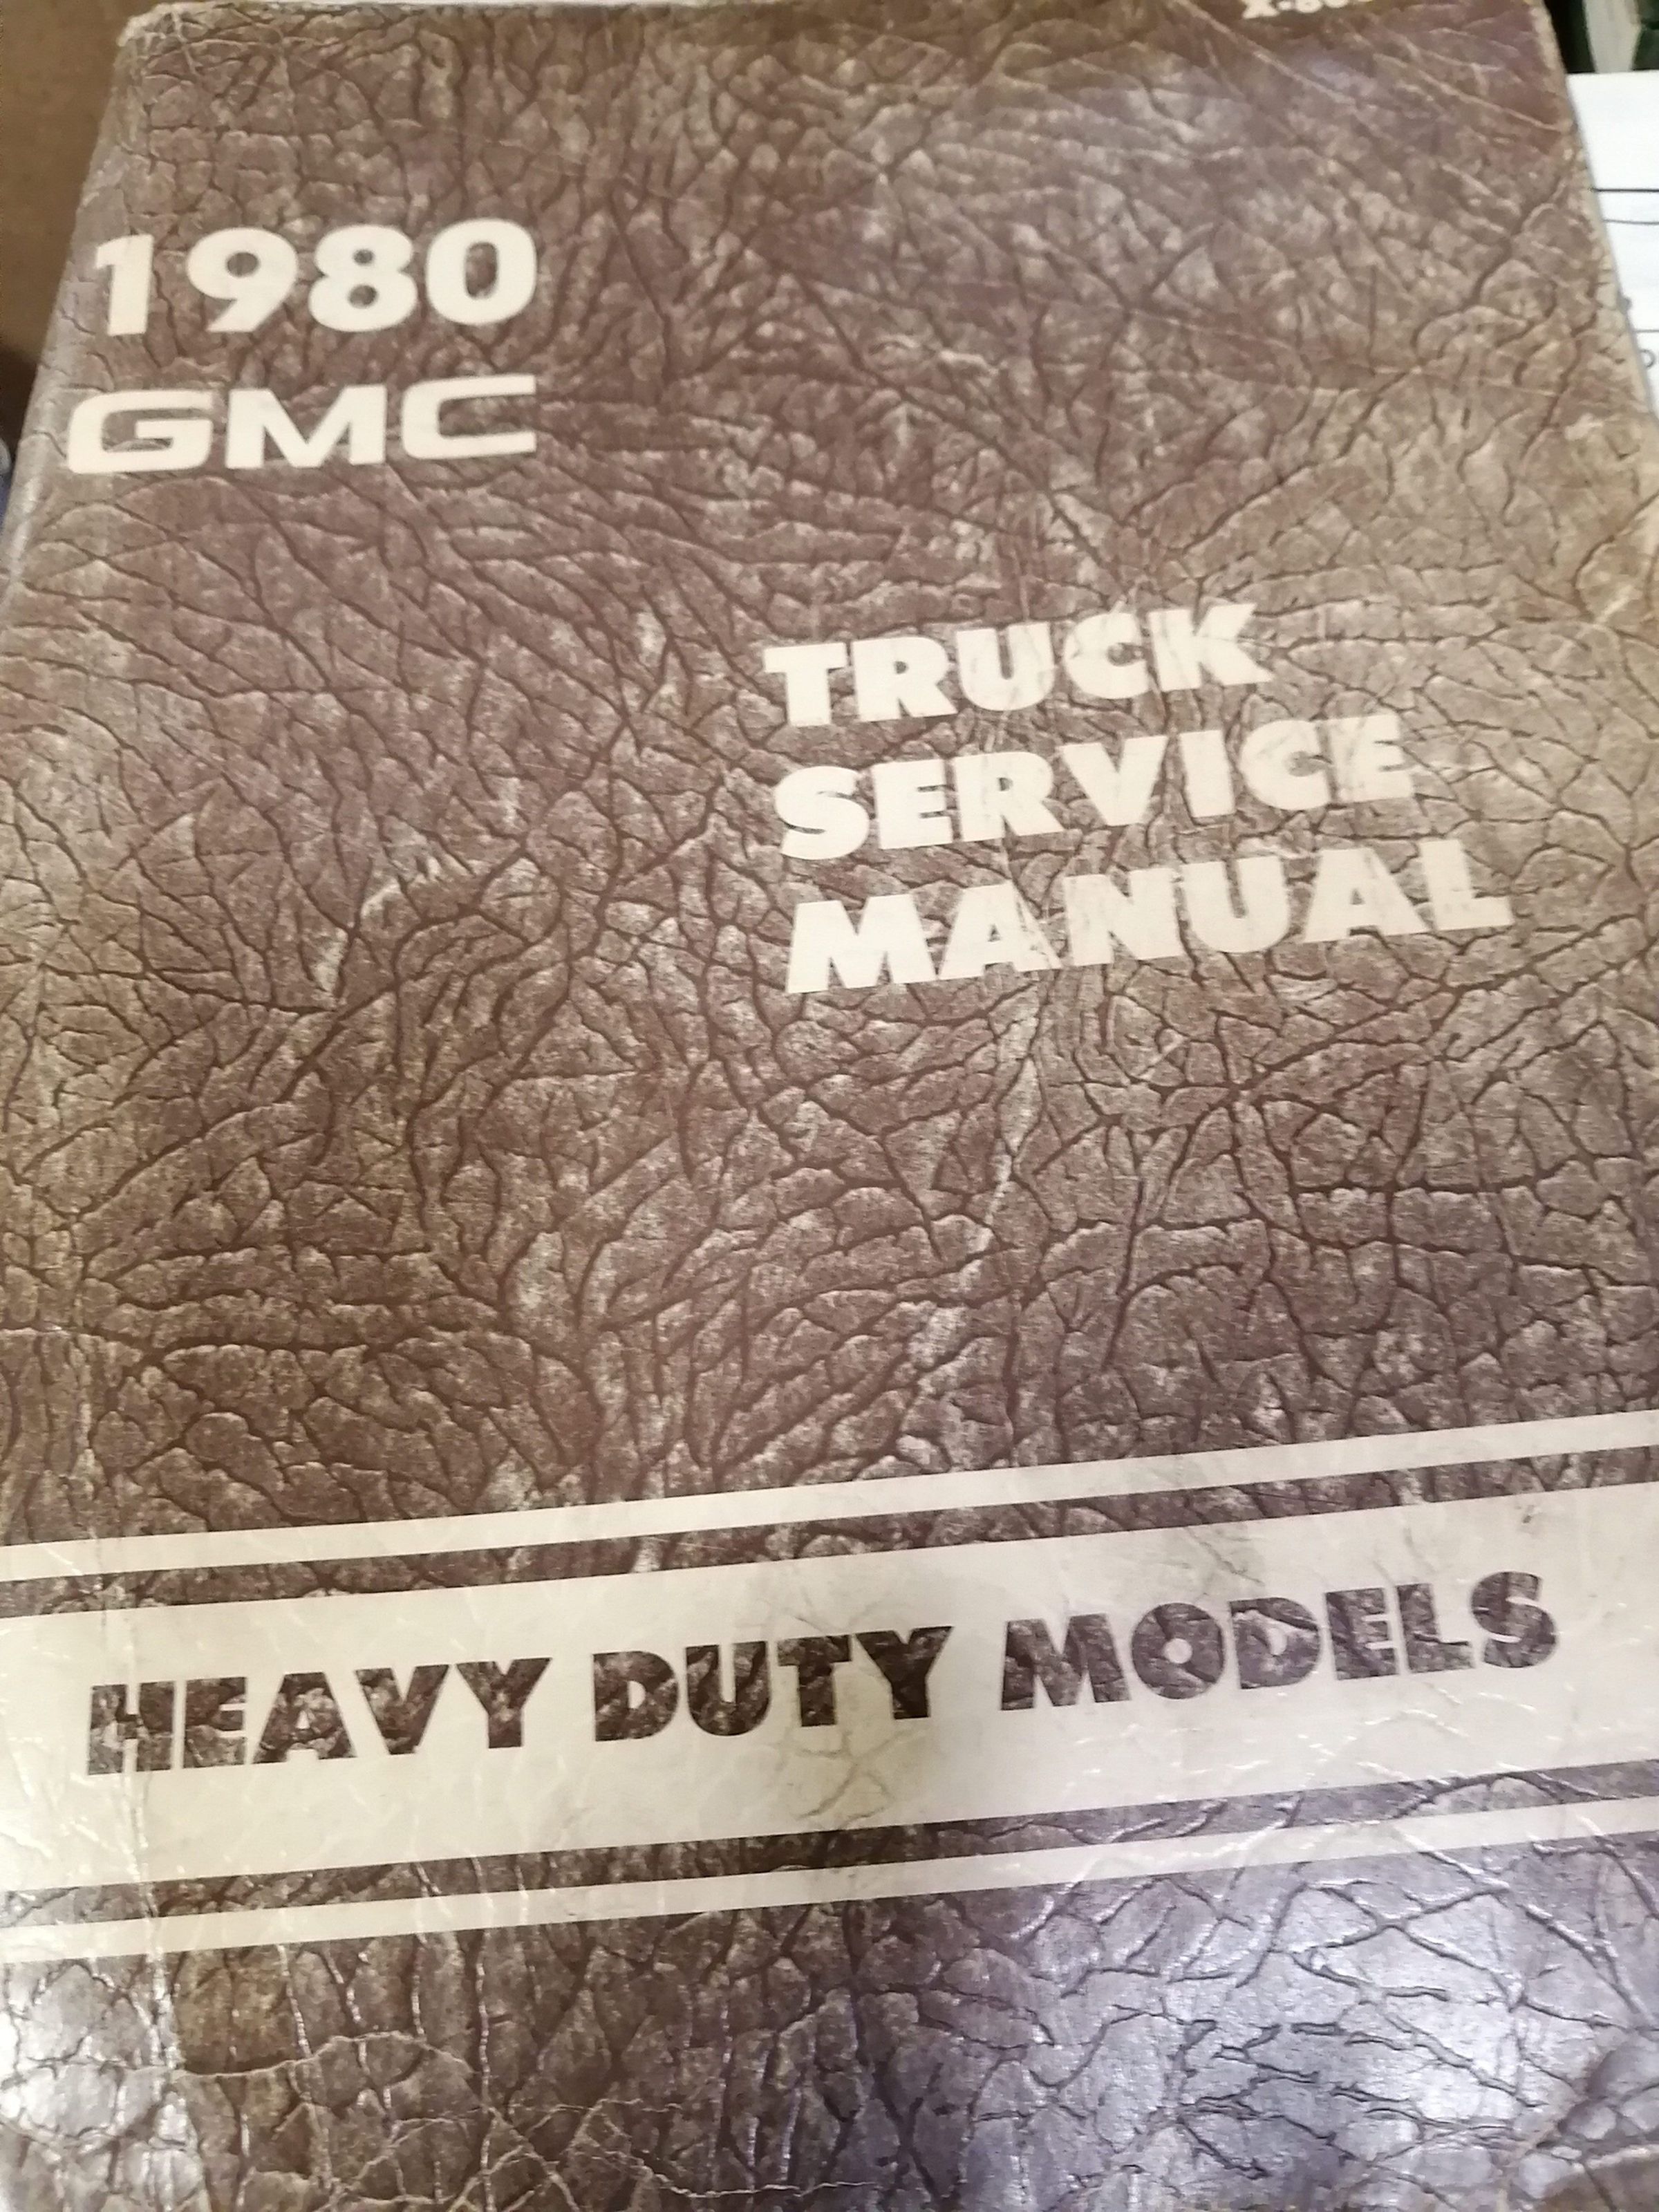 1980
GMC
TRUCK
SERVICE
MANUAL
HEAVY DUTY MODELS